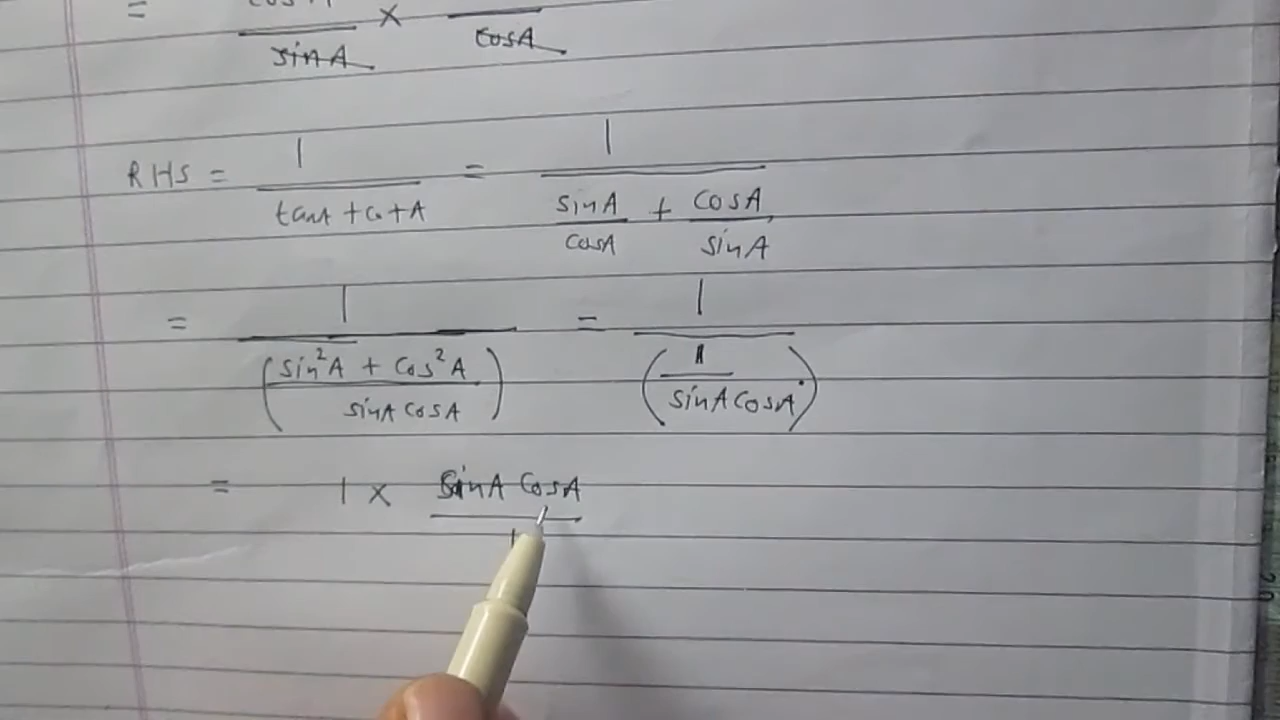 = cos²A / sinA × / cosA
RHS = 1 / tanA + cotA = 1 / sinA/cosA + cosA/sinA
= 1 / (sin²A + cos²A / sinA cosA) = 1 / (1 / sinA cosA)
= 1 × sinA cosA / 1